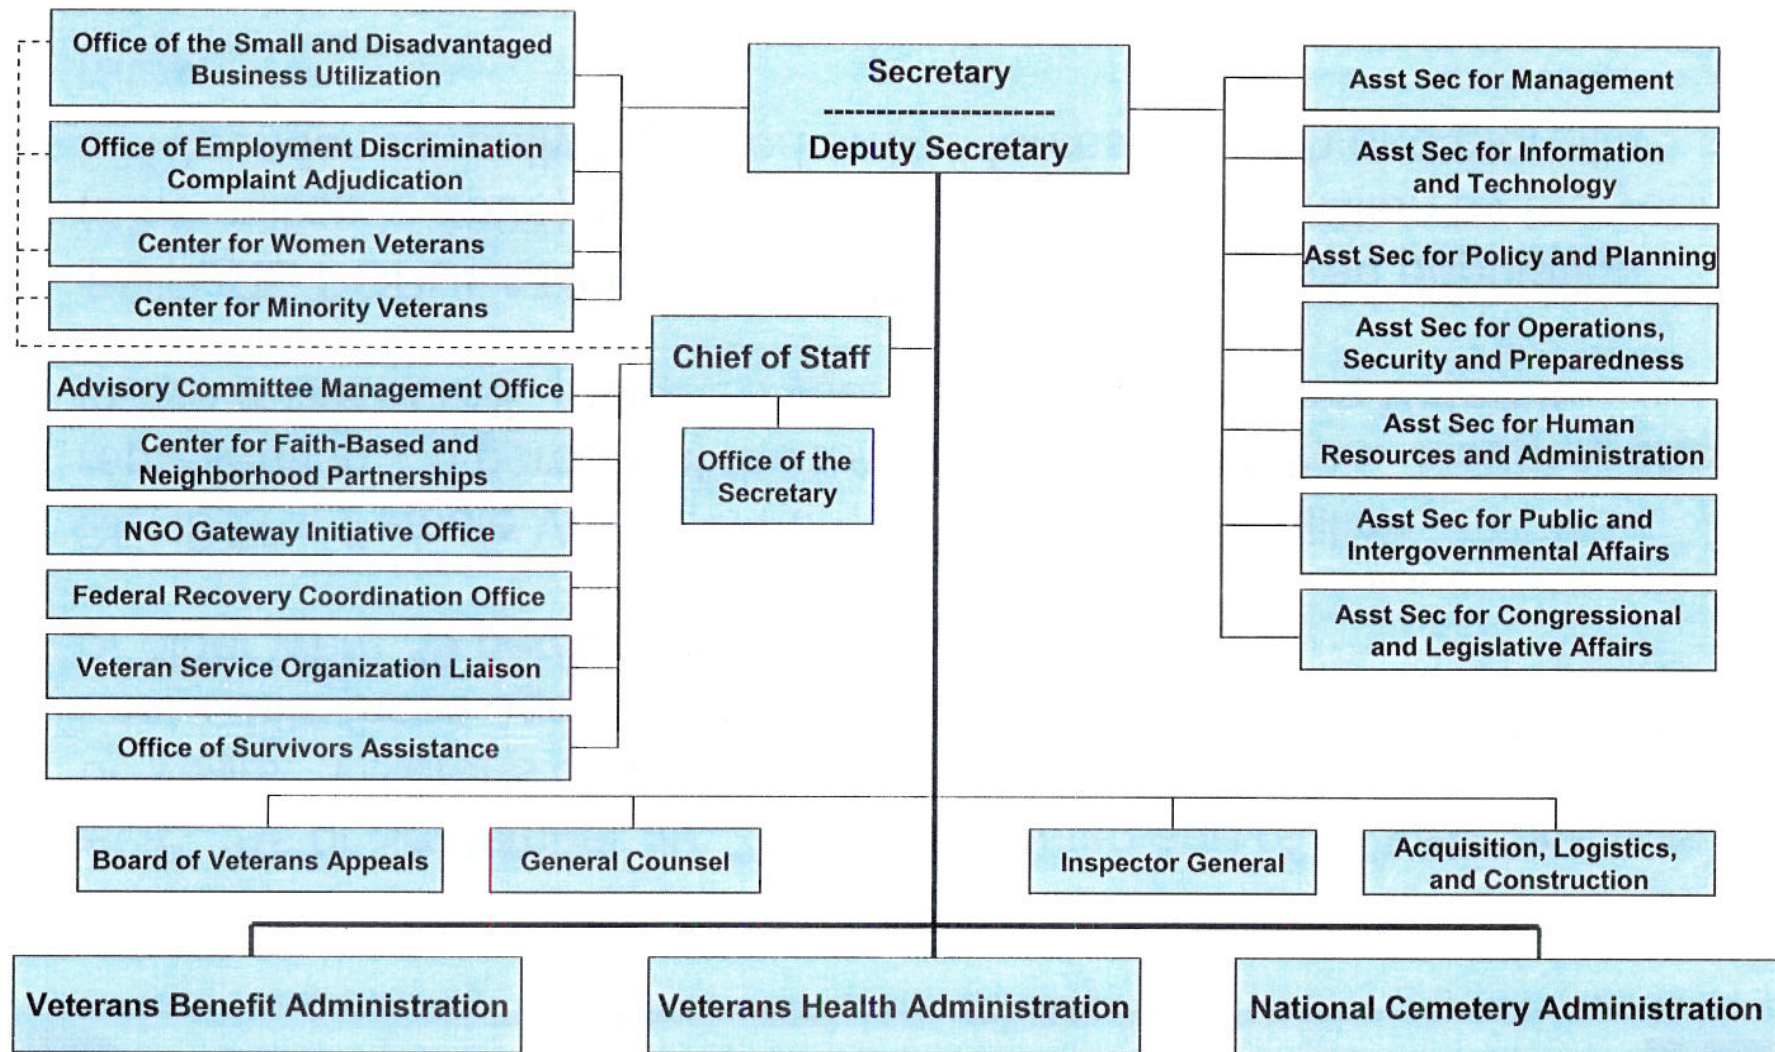 Office of the Small and Disadvantaged
Business Utilization
Office of Employment Discrimination
Complaint Adjudication
Center for Women Veterans
Center for Minority Veterans
Secretary
Deputy Secretary
Asst Sec for Management
Asst Sec for Information
and Technology
Asst Sec for Policy and Planning
Asst Sec for Operations,
Security and Preparedness
Asst Sec for Human
Resources and Administration
Asst Sec for Public and
Intergovernmental Affairs
Asst Sec for Congressional
and Legislative Affairs
Chief of Staff
Office of the
Secretary
Advisory Committee Management Office
Center for Faith-Based and
Neighborhood Partnerships
NGO Gateway Initiative Office
Federal Recovery Coordination Office
Veteran Service Organization Liaison
Office of Survivors Assistance
Board of Veterans Appeals
General Counsel
Inspector General
Acquisition, Logistics,
and Construction
Veterans Benefit Administration
Veterans Health Administration
National Cemetery Administration